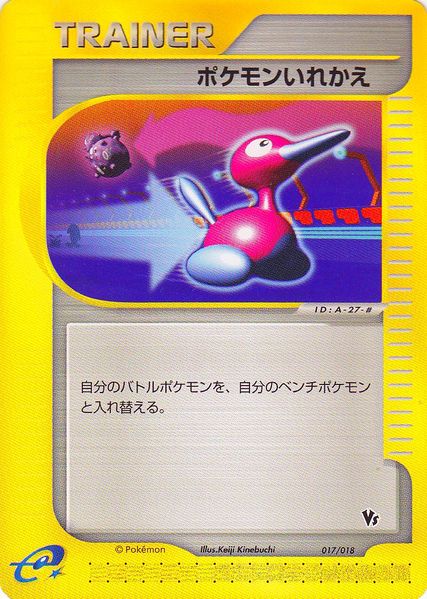 TRAINER
ポケモンいれかえ
ID:A-27-#
自分のバトルポケモンを、自分のベンチポケモン
と入れ替える。
Vs
© Pokémon
Illus.Keiji Kinebuchi
017/018
e